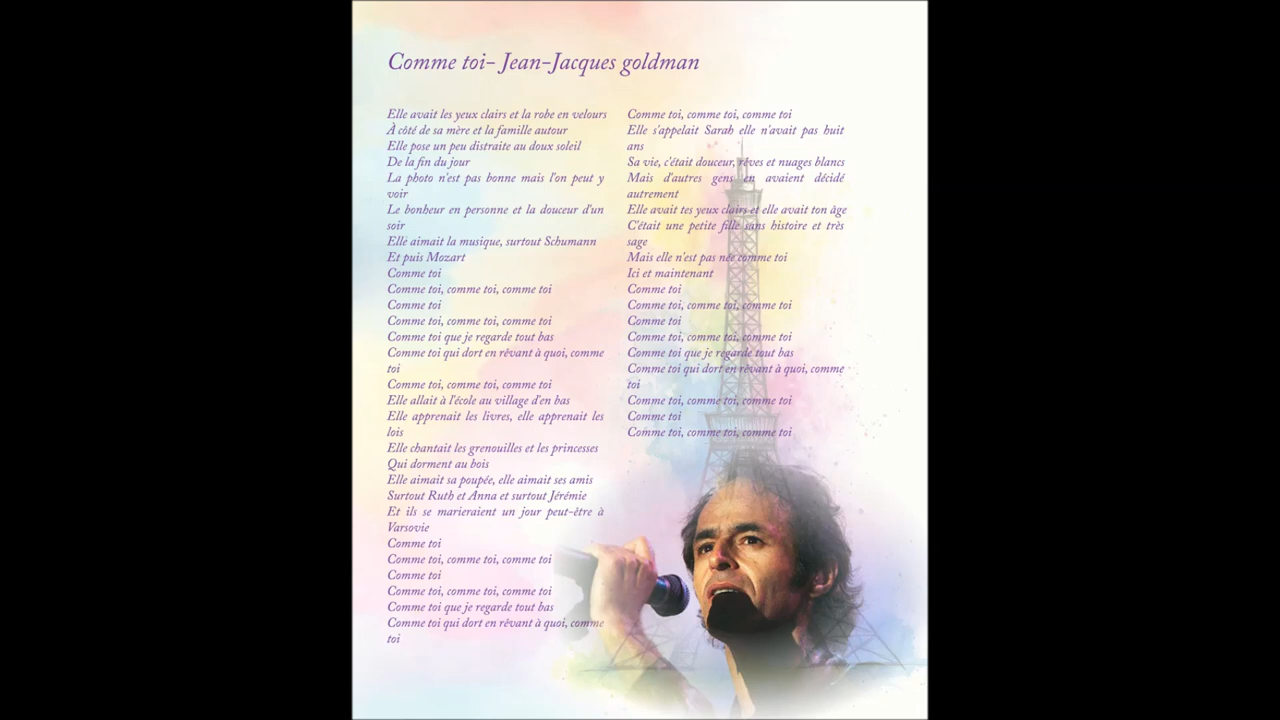 Comme toi- Jean-Jacques goldman
Elle avait les yeux clairs et la robe en velours
À côté de sa mère et la famille autour
Elle pose un peu distraite au doux soleil
De la fin du jour
La photo n'est pas bonne mais l'on peut y
voir
Le bonheur en personne et la douceur d'un
soir
Elle aimait la musique, surtout Schumann
Et puis Mozart
Comme toi
Comme toi, comme toi, comme toi
Comme toi
Comme toi, comme toi, comme toi
Comme toi que je regarde tout bas
Comme toi qui dort en rêvant à quoi, comme
toi
Comme toi, comme toi, comme toi
Elle allait à l'école au village d'en bas
Elle apprenait les livres, elle apprenait les
lois
Elle chantait les grenouilles et les princesses
Qui dorment au bois
Elle aimait sa poupée, elle aimait ses amis
Surtout Ruth et Anna et surtout Jérémie
Et ils se marieraient un jour peut-être à
Varsovie
Comme toi
Comme toi, comme toi, comme toi
Comme toi
Comme toi, comme toi, comme toi
Comme toi que je regarde tout bas
Comme toi qui dort en rêvant à quoi, comme
toi
Comme toi, comme toi, comme toi
Elle s'appelait Sarah elle n'avait pas huit
ans
Sa vie, c'était douceur, rêves et nuages blancs
Mais d'autres gens en avaient décidé
autrement
Elle avait tes yeux clairs et elle avait ton âge
C'était une petite fille sans histoire et très
sage
Mais elle n'est pas née comme toi
Ici et maintenant
Comme toi
Comme toi, comme toi, comme toi
Comme toi
Comme toi, comme toi, comme toi
Comme toi que je regarde tout bas
Comme toi qui dort en rêvant à quoi, comme
toi
Comme toi, comme toi, comme toi
Comme toi
Comme toi, comme toi, comme toi